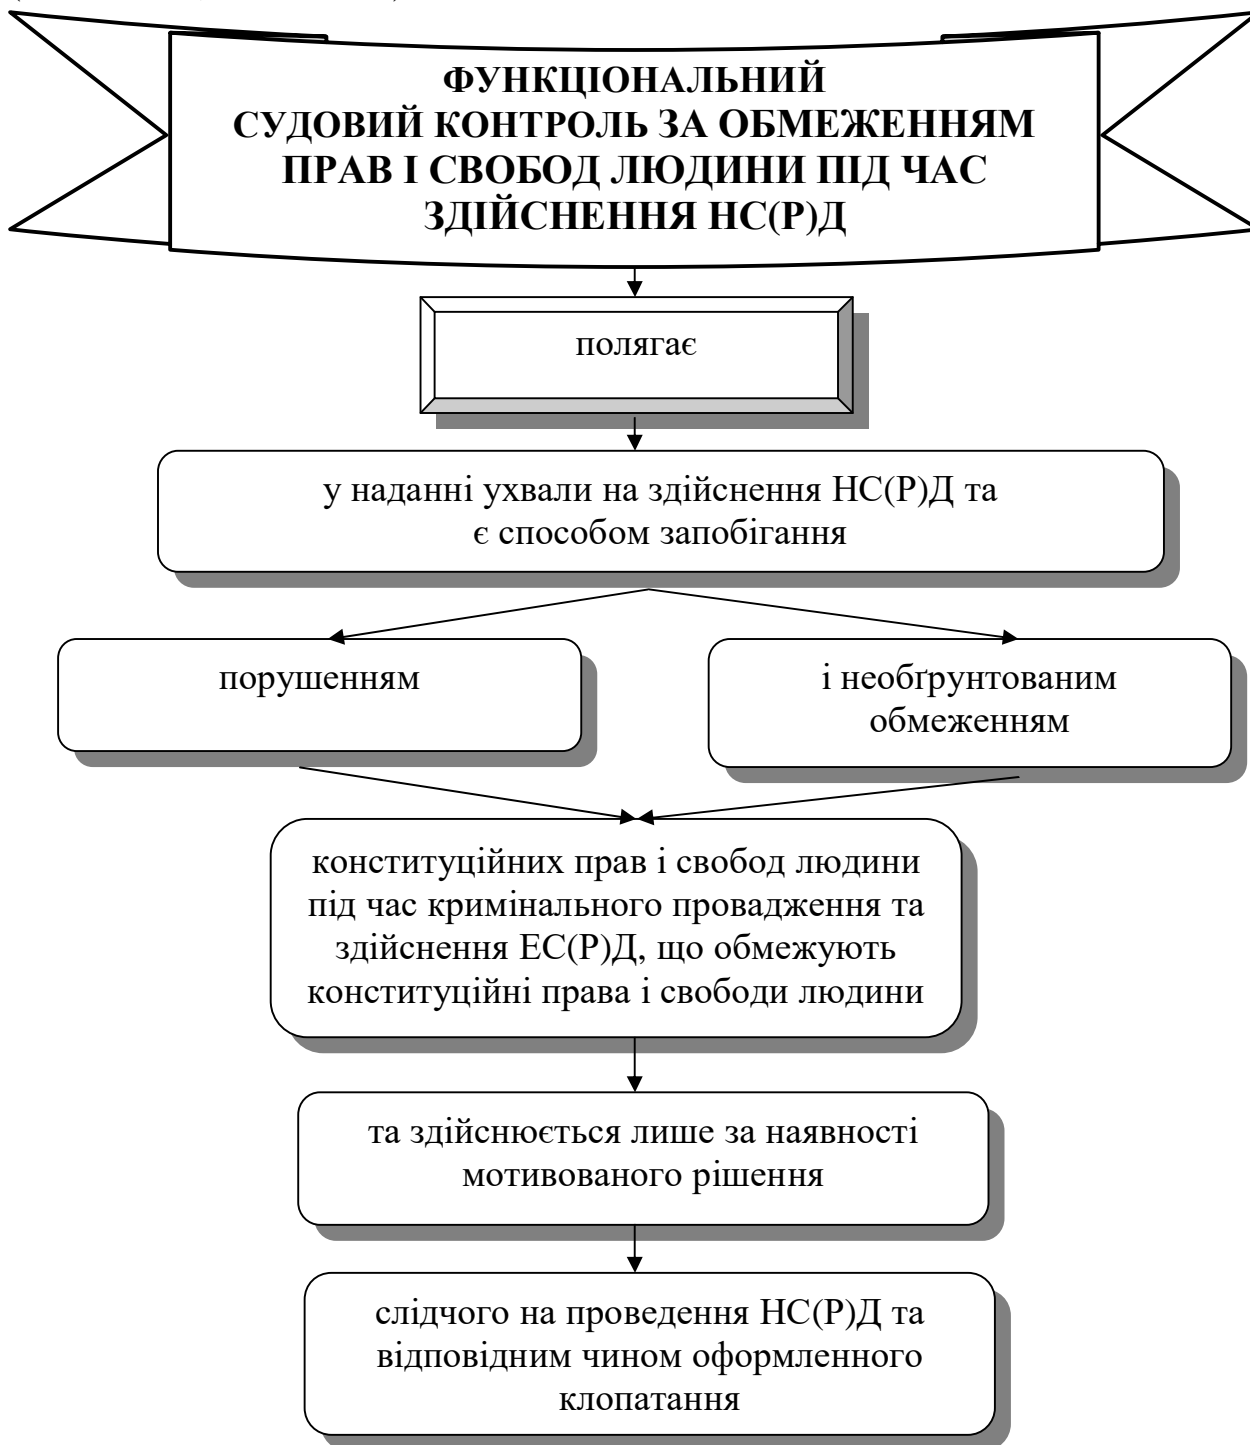 ФУНКЦІОНАЛЬНИЙ
СУДОВИЙ КОНТРОЛЬ ЗА ОБМЕЖЕННЯМ
ПРАВ І СВОБОД ЛЮДИНИ ПІД ЧАС
ЗДІЙСНЕННЯ НС(Р)Д
полягає
у наданні ухвали на здійснення НС(Р)Д та
є способом запобігання
порушенням
і необґрунтованим
обмеженням
конституційних прав і свобод людини
під час кримінального провадження та
здійснення ЕС(Р)Д, що обмежують
конституційні права і свободи людини
та здійснюється лише за наявності
мотивованого рішення
слідчого на проведення НС(Р)Д та
відповідним чином оформленного
клопатання